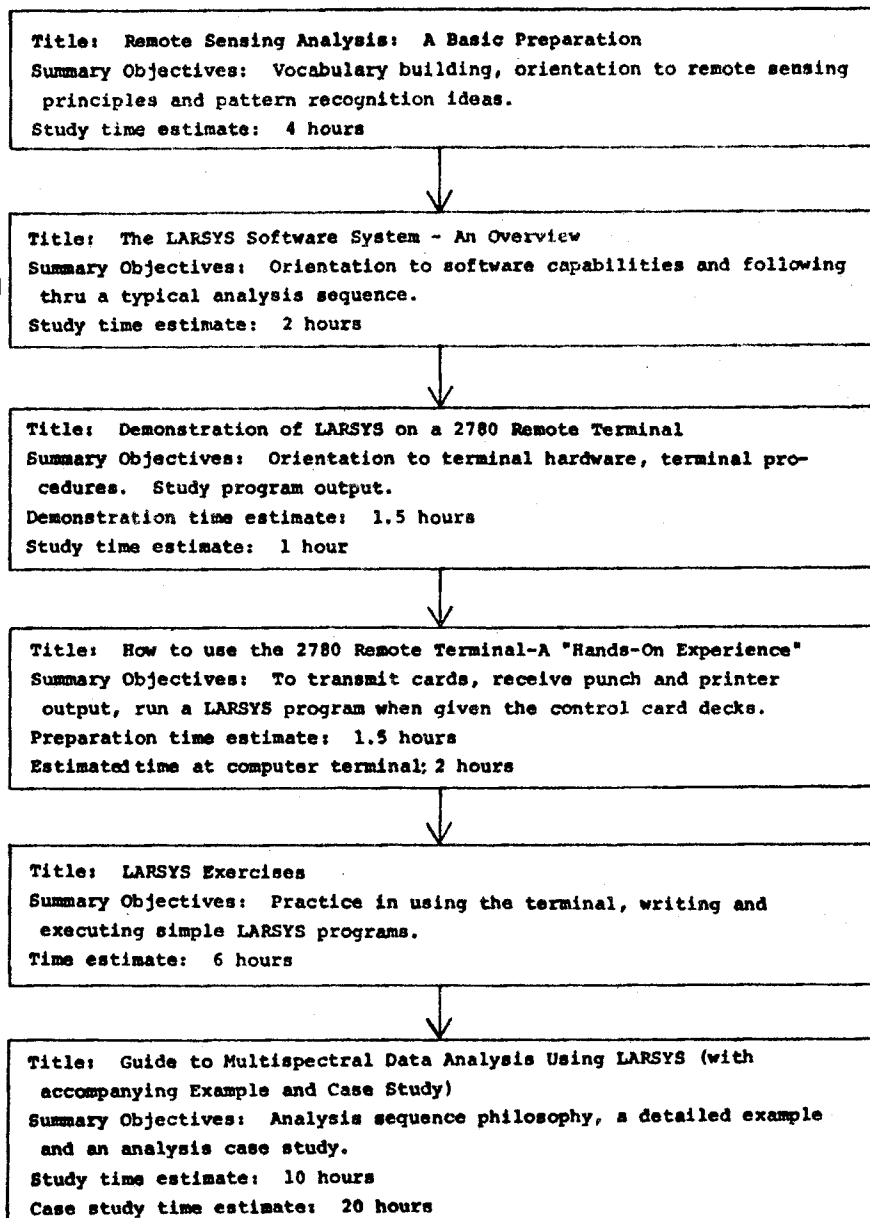 Title: Remote Sensing Analysis: A Basic Preparation
Summary Objectives: Vocabulary building, orientation to remote sensing
principles and pattern recognition ideas.
Study time estimate: 4 hours
Title: The LARSYS Software System - An Overview
Summary Objectives: Orientation to software capabilities and following
thru a typical analysis sequence.
Study time estimate: 2 hours
Title: Demonstration of LARSYS on a 2780 Remote Terminal
Summary Objectives: Orientation to terminal hardware, terminal pro-
cedures. Study program output.
Demonstration time estimate: 1.5 hours
Study time estimate: 1 hour
Title: How to use the 2780 Remote Terminal-A "Hands-On Experience"
Summary Objectives: To transmit cards, receive punch and printer
output, run a LARSYS program when given the control card decks.
Preparation time estimate: 1.5 hours
Estimated time at computer terminal; 2 hours
Title: LARSYS Exercises
Summary Objectives: Practice in using the terminal, writing and
executing simple LARSYS programs.
Time estimate: 6 hours
Title: Guide to Multispectral Data Analysis Using LARSYS (with
accompanying Example and Case Study)
Summary Objectives: Analysis sequence philosophy, a detailed example
and an analysis case study.
Study time estimate: 10 hours
Case study time estimate: 20 hours